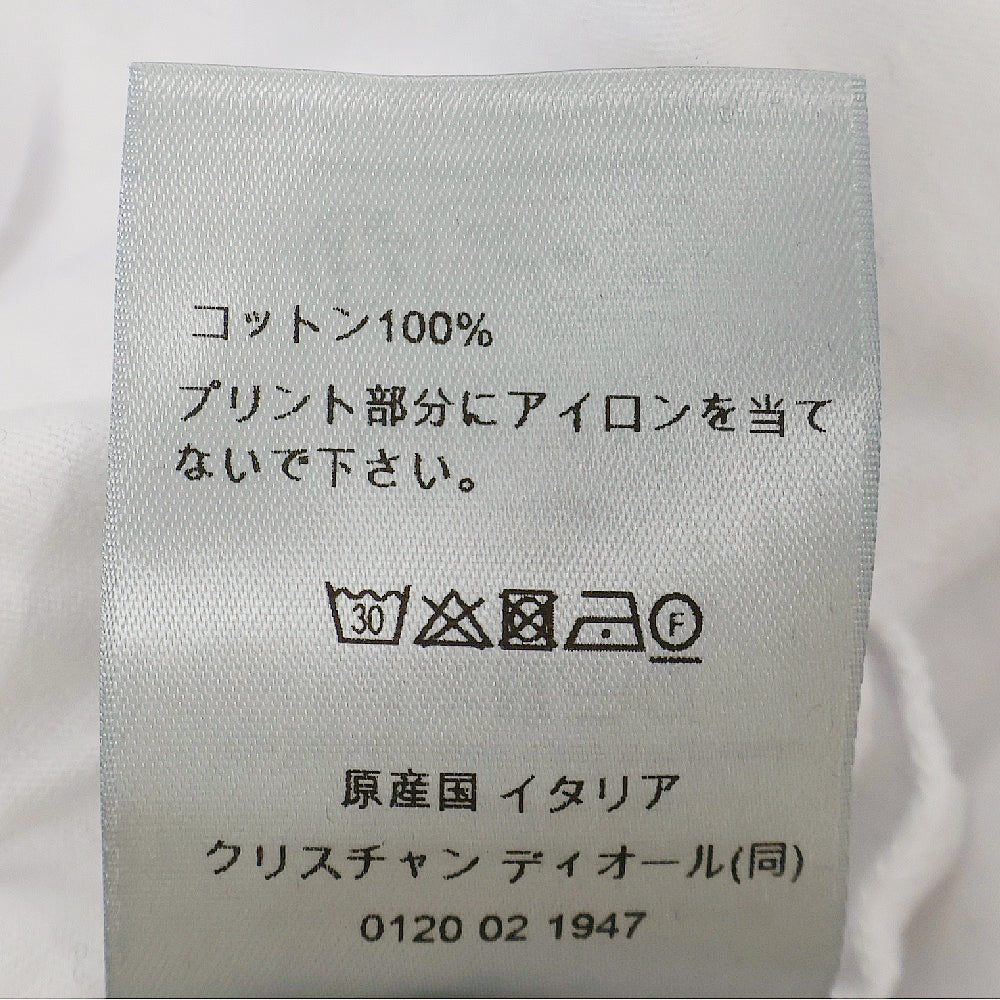 コットン100%
プリント部分にアイロンを当て
ないで下さい。
30 F
原産国 イタリア
クリスチャン ディオール(同)
0120 02 1947